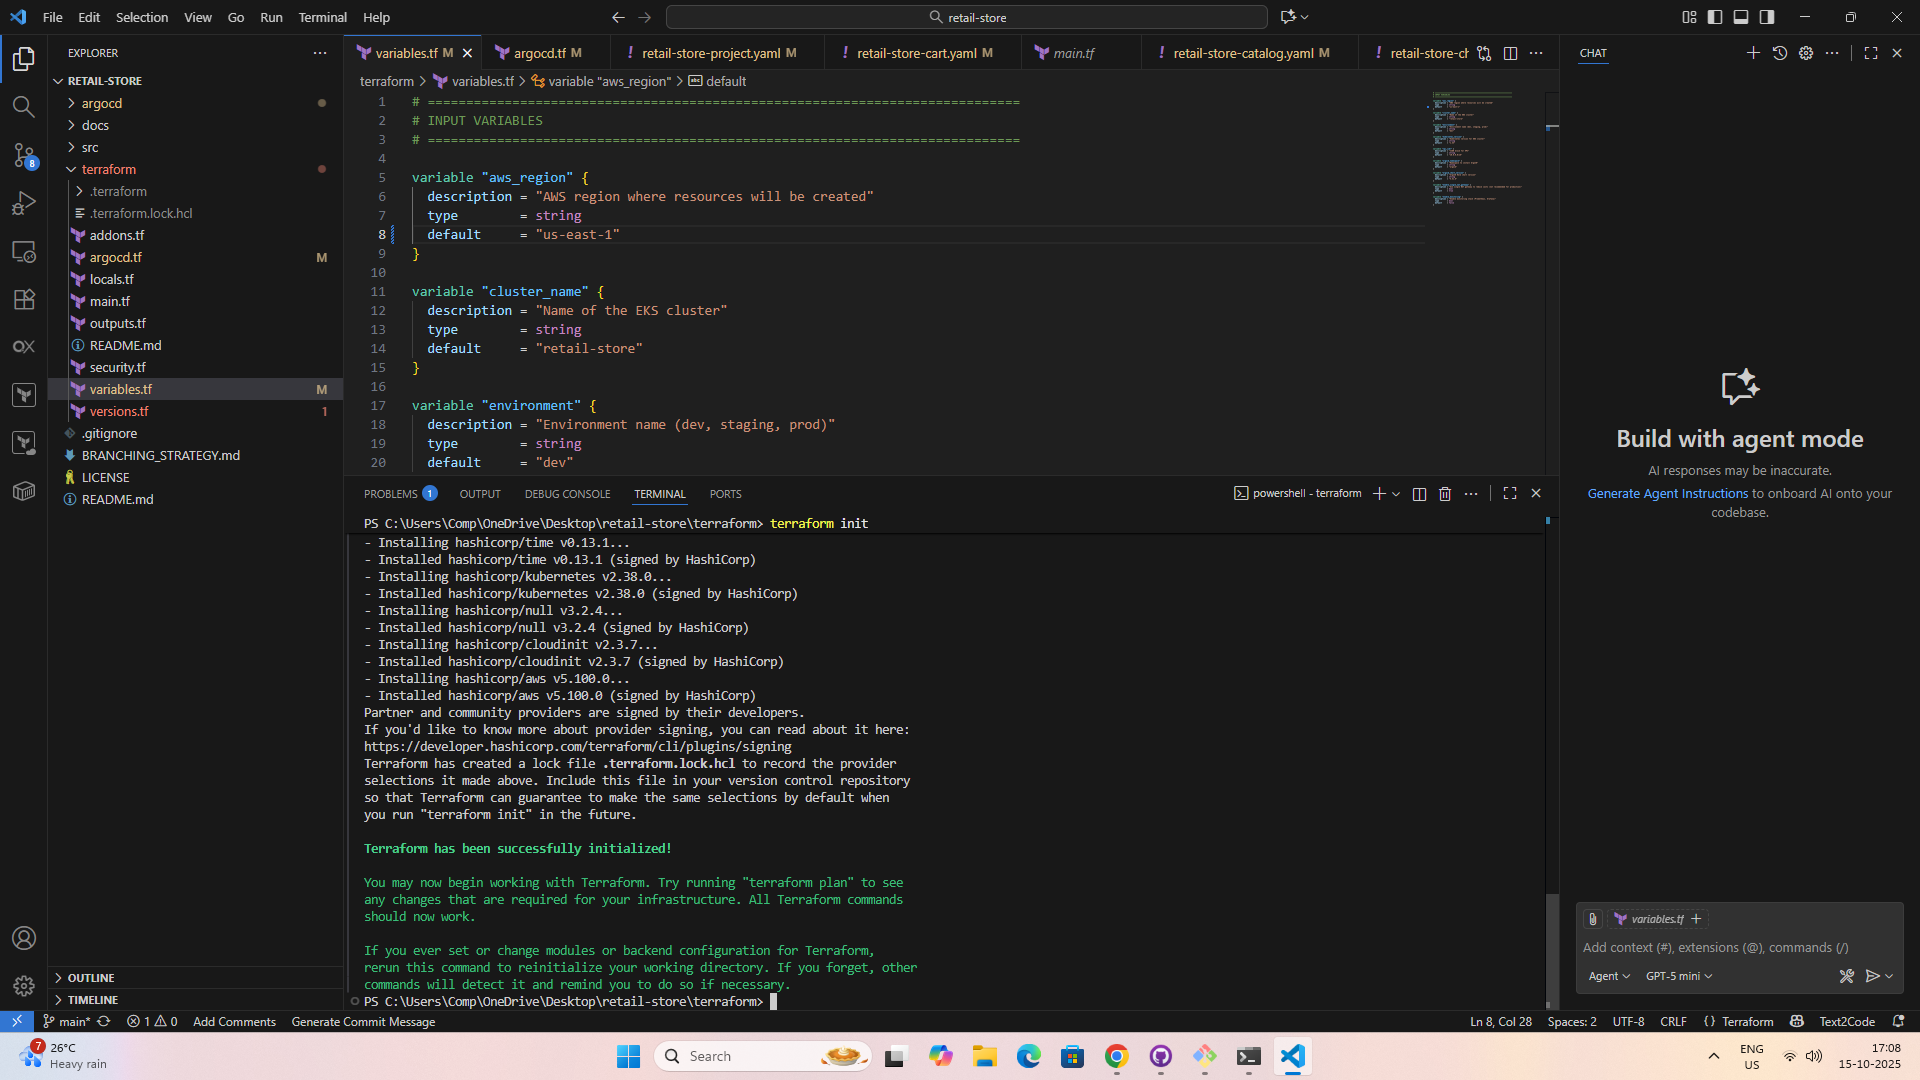 File Edit Selection View Go Run Terminal Help
retail-store
EXPLORER
RETAIL-STORE
argocd
docs
src
terraform
.terraform
.terraform.lock.hcl
addons.tf
argocd.tf M
locals.tf
main.tf
outputs.tf
README.md
security.tf
variables.tf M
versions.tf 1
.gitignore
BRANCHING_STRATEGY.md
LICENSE
README.md
OUTLINE
TIMELINE
8
variables.tf M argocd.tf M retail-store-project.yaml M retail-store-cart.yaml M main.tf retail-store-catalog.yaml M retail-store-ch
terraform > variables.tf > variable "aws_region" > default
1 # =============================================================================
2 # INPUT VARIABLES
3 # =============================================================================
4
5 variable "aws_region" {
6 description = "AWS region where resources will be created"
7 type = string
8 default = "us-east-1"
9 }
10
11 variable "cluster_name" {
12 description = "Name of the EKS cluster"
13 type = string
14 default = "retail-store"
15 }
16
17 variable "environment" {
18 description = "Environment name (dev, staging, prod)"
19 type = string
20 default = "dev"
PROBLEMS 1 OUTPUT DEBUG CONSOLE TERMINAL PORTS
powershell - terraform
PS C:\Users\Comp\OneDrive\Desktop\retail-store\terraform> terraform init
- Installing hashicorp/time v0.13.1...
- Installed hashicorp/time v0.13.1 (signed by HashiCorp)
- Installing hashicorp/kubernetes v2.38.0...
- Installed hashicorp/kubernetes v2.38.0 (signed by HashiCorp)
- Installing hashicorp/null v3.2.4...
- Installed hashicorp/null v3.2.4 (signed by HashiCorp)
- Installing hashicorp/cloudinit v2.3.7...
- Installed hashicorp/cloudinit v2.3.7 (signed by HashiCorp)
- Installing hashicorp/aws v5.100.0...
- Installed hashicorp/aws v5.100.0 (signed by HashiCorp)
Partner and community providers are signed by their developers.
If you'd like to know more about provider signing, you can read about it here:
https://developer.hashicorp.com/terraform/cli/plugins/signing
Terraform has created a lock file .terraform.lock.hcl to record the provider
selections it made above. Include this file in your version control repository
so that Terraform can guarantee to make the same selections by default when
you run "terraform init" in the future.
Terraform has been successfully initialized!
You may now begin working with Terraform. Try running "terraform plan" to see
any changes that are required for your infrastructure. All Terraform commands
should now work.
If you ever set or change modules or backend configuration for Terraform,
rerun this command to reinitialize your working directory. If you forget, other
commands will detect it and remind you to do so if necessary.
PS C:\Users\Comp\OneDrive\Desktop\retail-store\terraform>
CHAT
Build with agent mode
AI responses may be inaccurate.
Generate Agent Instructions to onboard AI onto your
codebase.
variables.tf
Add context (#), extensions (@), commands (/)
Agent GPT-5 mini
main* 1 0 Add Comments Generate Commit Message
Ln 8, Col 28 Spaces: 2 UTF-8 CRLF {} Terraform Text2Code
7
26°C
Heavy rain
Search
ENG
US
17:08
15-10-2025